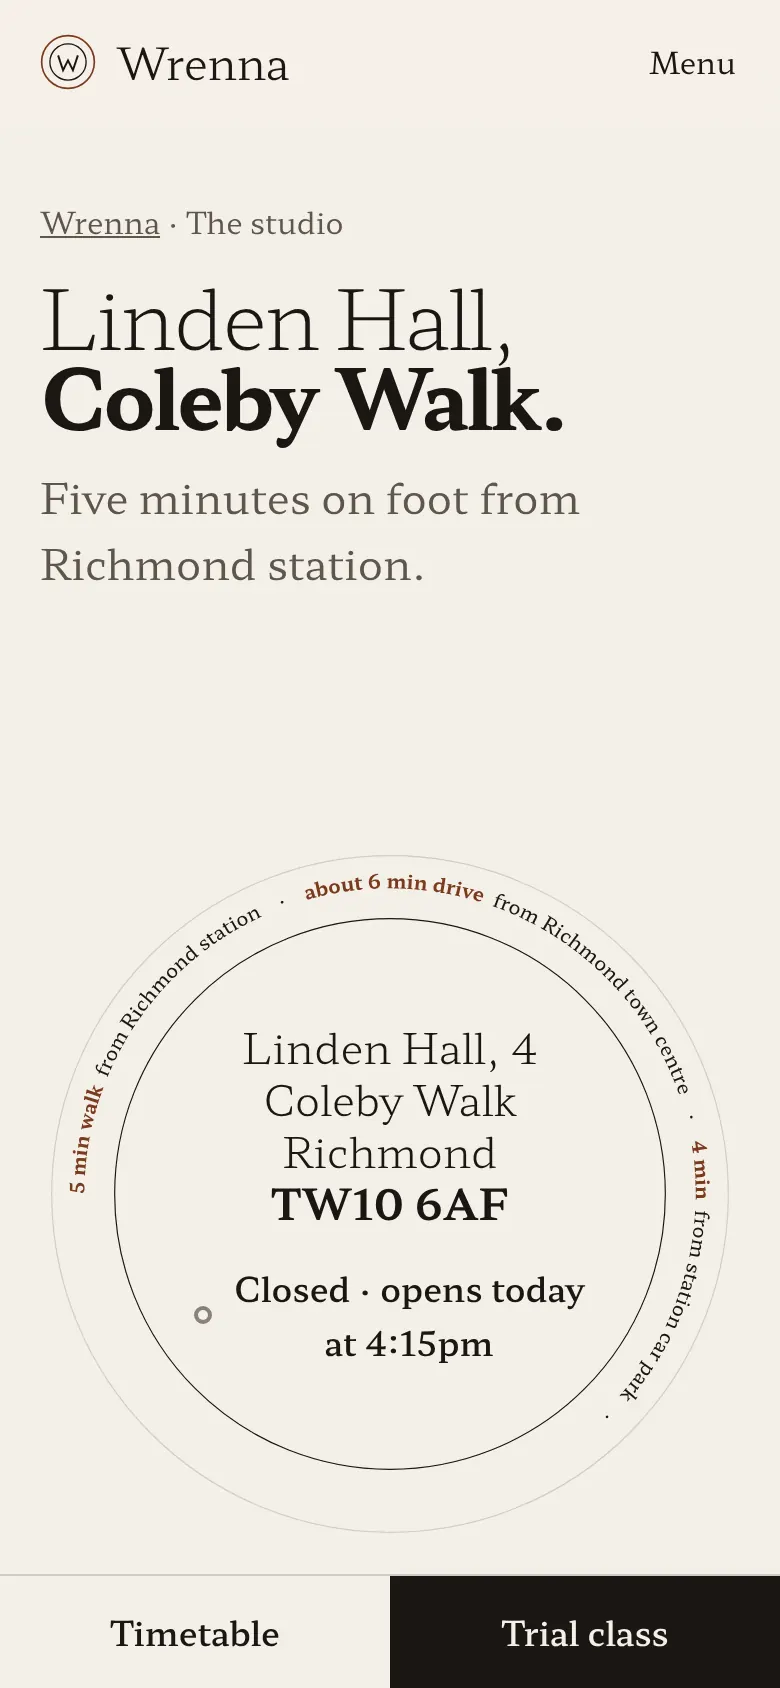 W Wrenna
Menu
Wrenna · The studio
Linden Hall,
Coleby Walk.
Five minutes on foot from
Richmond station.
5 min walk from Richmond station · about 6 min drive from Richmond town centre · 4 min from station car park ·
Linden Hall, 4
Coleby Walk
Richmond
TW10 6AF
Closed · opens today
at 4:15pm
Timetable
Trial class